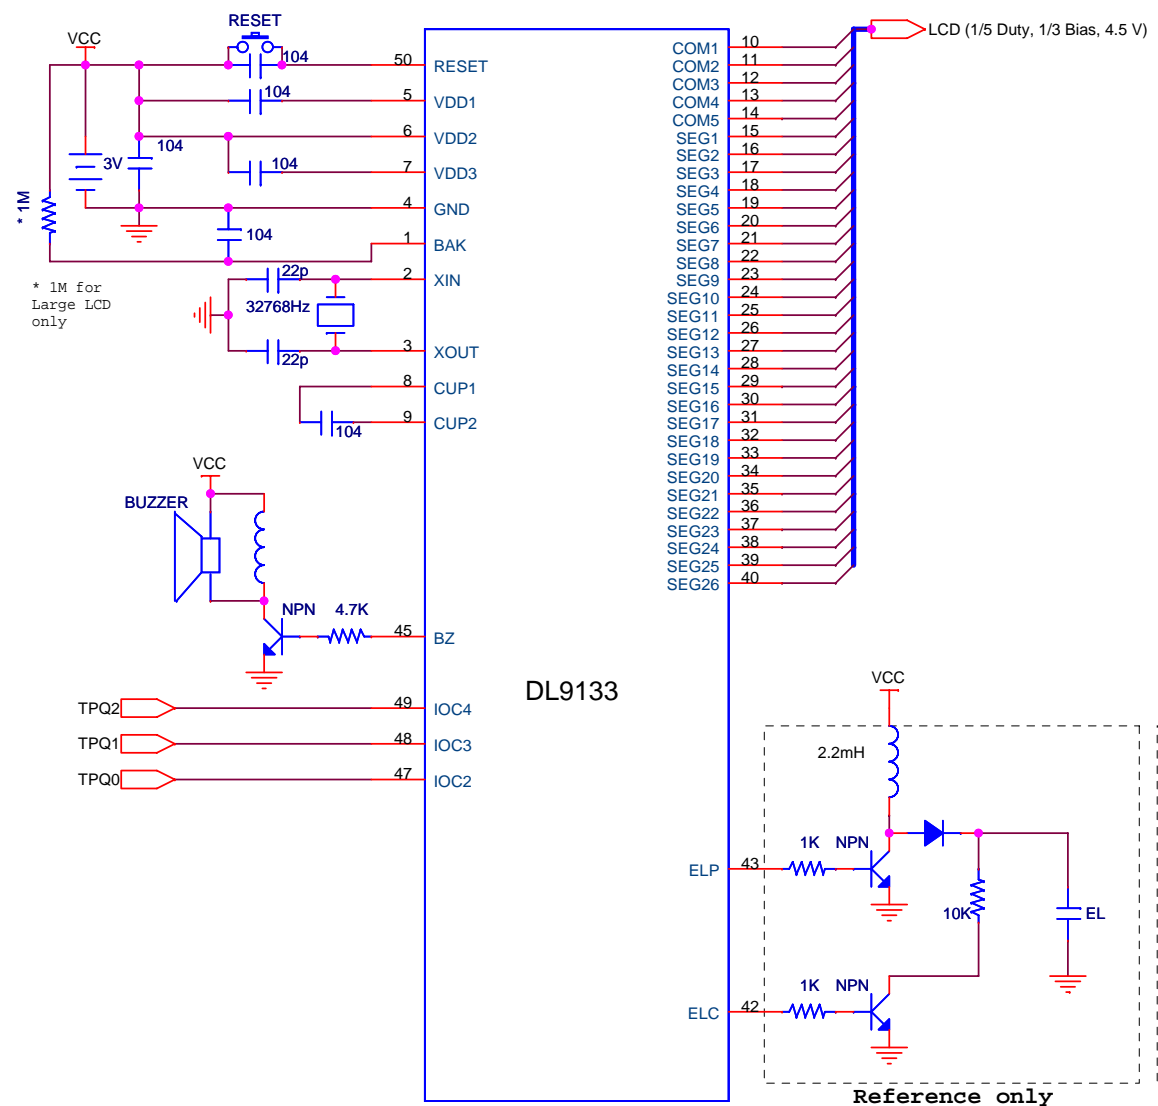 RESET
VCC
104
50 RESET
104
5 VDD1
6 VDD2
104
3V
104
7 VDD3
* 1M
4 GND
104
1 BAK
* 1M for
Large LCD
only
22p
2 XIN
32768Hz
22p
3 XOUT
8 CUP1
104
9 CUP2
VCC
BUZZER
NPN 4.7K
45 BZ
DL9133
TPQ2 49 IOC4
TPQ1 48 IOC3
TPQ0 47 IOC2
LCD (1/5 Duty, 1/3 Bias, 4.5 V)
COM1 10
COM2 11
COM3 12
COM4 13
COM5 14
SEG1 15
SEG2 16
SEG3 17
SEG4 18
SEG5 19
SEG6 20
SEG7 21
SEG8 22
SEG9 23
SEG10 24
SEG11 25
SEG12 26
SEG13 27
SEG14 28
SEG15 29
SEG16 30
SEG17 31
SEG18 32
SEG19 33
SEG20 34
SEG21 35
SEG22 36
SEG23 37
SEG24 38
SEG25 39
SEG26 40
VCC
2.2mH
1K NPN
ELP 43
10K
EL
1K NPN
ELC 42
Reference only